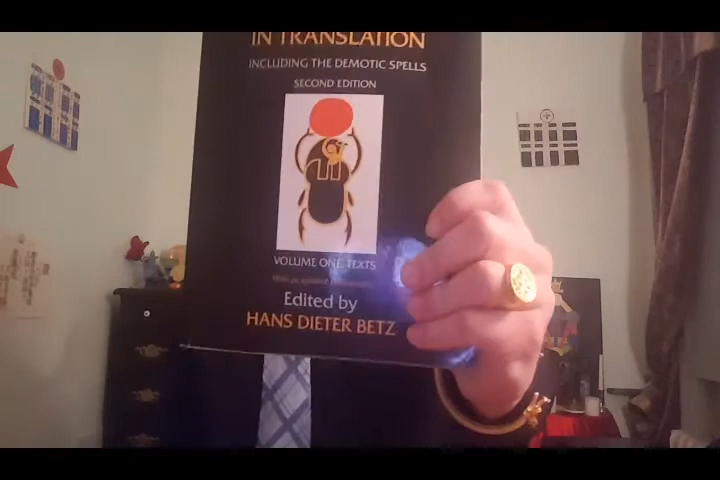 IN TRANSLATION
INCLUDING THE DEMOTIC SPELLS
SECOND EDITION
VOLUME ONE: TEXTS
Edited by
HANS DIETER BETZ